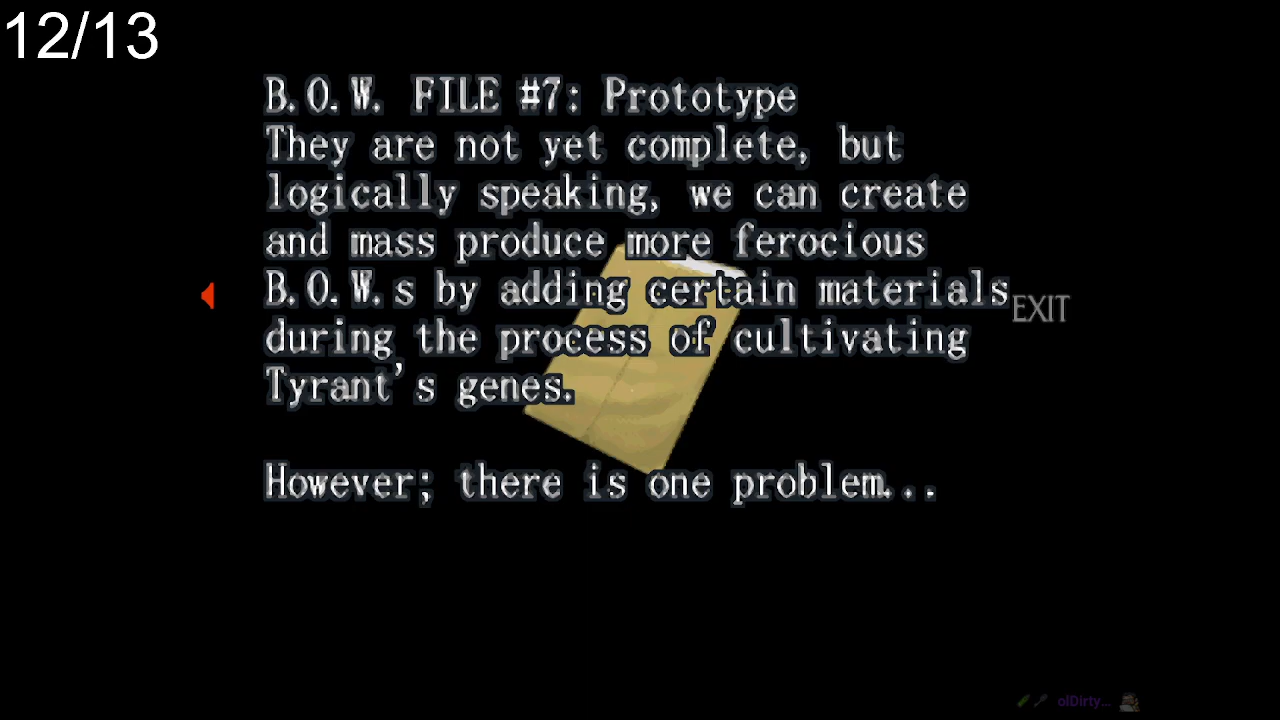 12/13
B.O.W. FILE #7: Prototype
They are not yet complete, but
logically speaking, we can create
and mass produce more ferocious
B.O.W.s by adding certain materials
EXIT
during the process of cultivating
Tyrant's genes.
However; there is one problem...
olDirty...